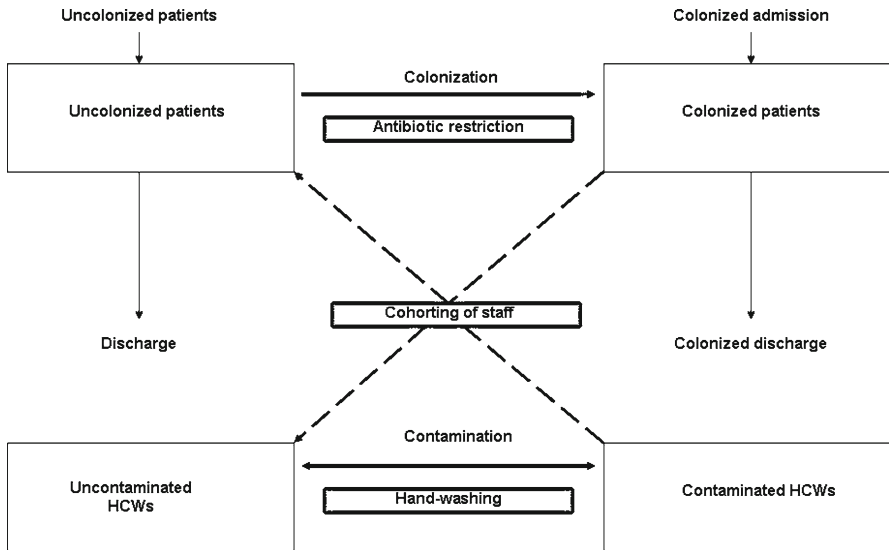 Uncolonized patients
Colonized admission
Colonization
Uncolonized patients
Colonized patients
Antibiotic restriction
Cohorting of staff
Discharge
Colonized discharge
Contamination
Uncontaminated
HCWs
Contaminated HCWs
Hand-washing